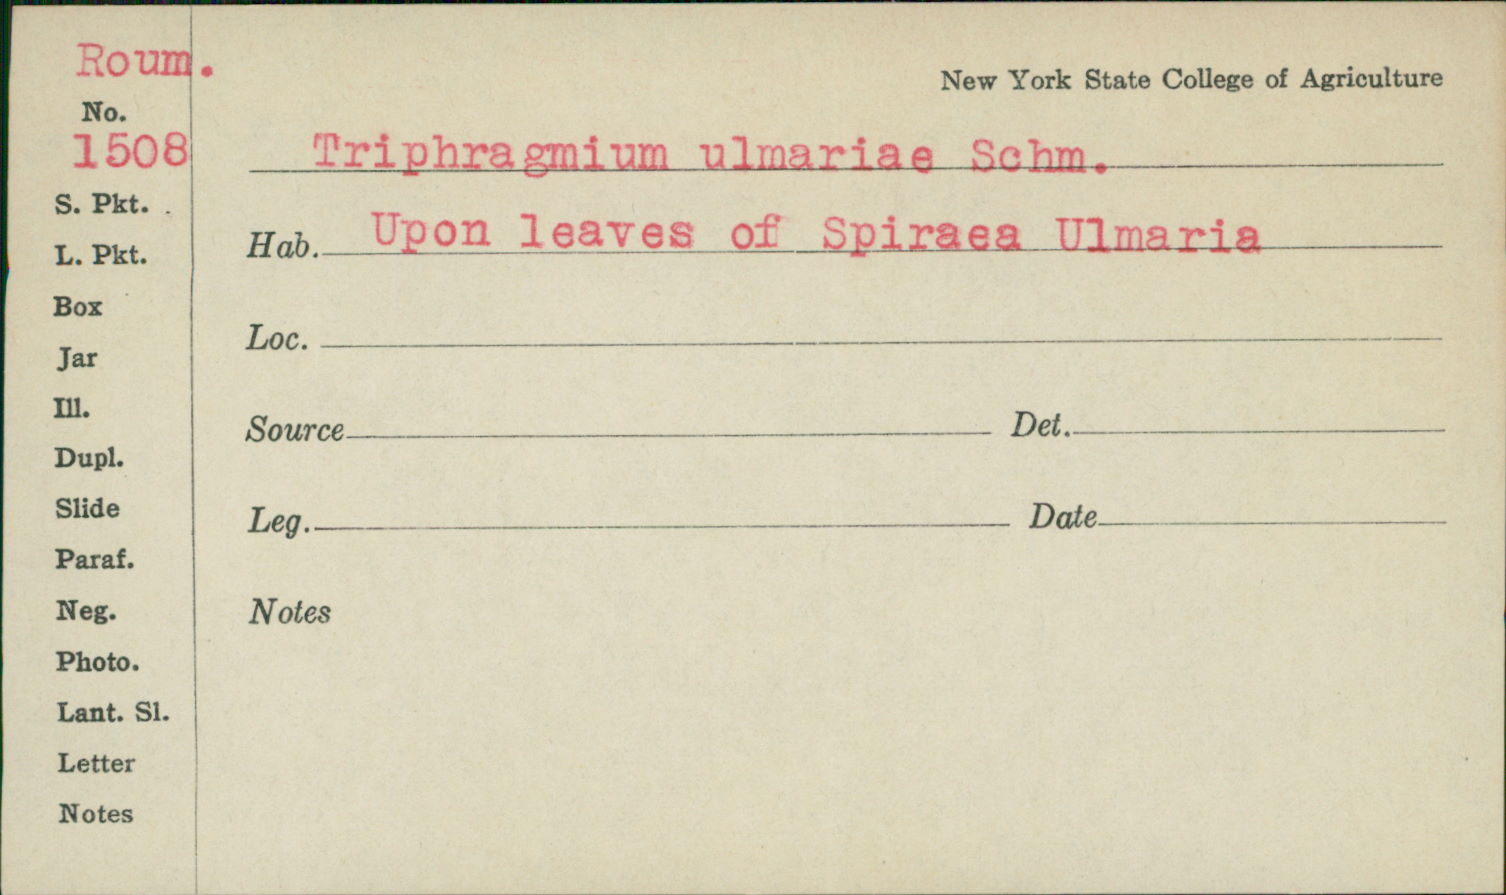 Roum.
New York State College of Agriculture
No.
1508
Triphragmium ulmariae Schm.
S. Pkt.
Hab. Upon leaves of Spiraea Ulmaria
L. Pkt.
Box
Loc.
Jar
Ill.
Source Det.
Dupl.
Slide
Leg. Date
Paraf.
Neg.
Notes
Photo.
Lant. Sl.
Letter
Notes